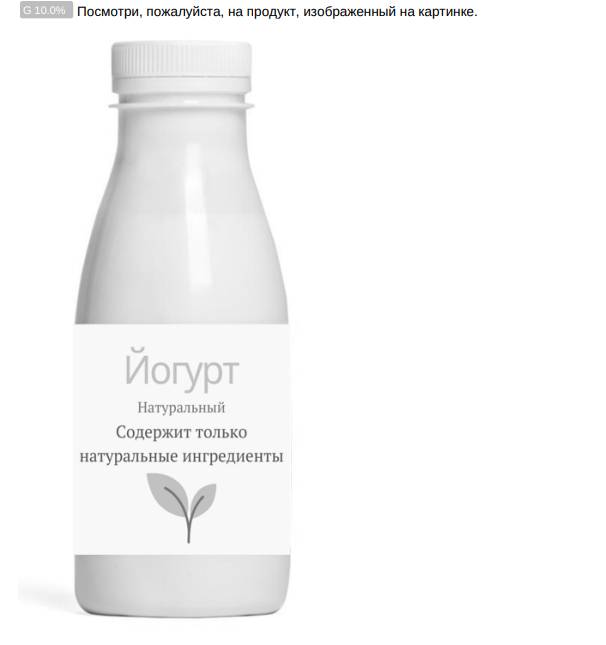 G 10.0% Посмотри, пожалуйста, на продукт, изображенный на картинке.
Йогурт
Натуральный
Содержит только
натуральные ингредиенты